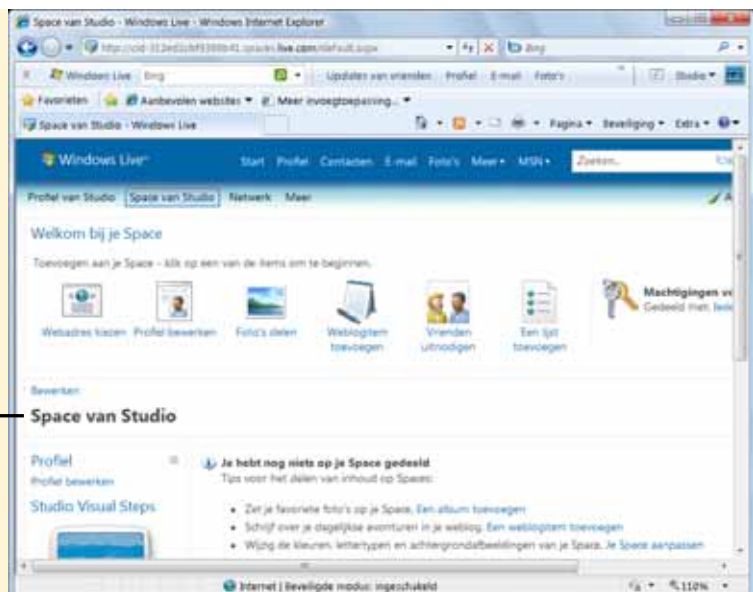 Space van Studio - Windows Live - Windows Internet Explorer
live.com/default.aspx
Bing
Windows Live Bing Updates van vrienden Profiel E-mail Foto's Studio
Favorieten Aanbevolen websites Meer invoegtoepassing...
Space van Studio - Windows Live Pagina Beveiliging Extra
Windows Live Start Profiel Contacten E-mail Foto's Meer MSN Zoeken...
Profiel van Studio Space van Studio Netwerk Meer
Welkom bij je Space
Toevoegen aan je Space - klik op een van de items om te beginnen.
Webadres kiezen Profiel bewerken Foto's delen Weblogitem toevoegen Vrienden uitnodigen Een lijst toevoegen
Machtigingen
Gedeeld met:
Bewerken
Space van Studio
Profiel
Profiel bewerken
Studio Visual Steps
Je hebt nog niets op je Space gedeeld
Tips voor het delen van inhoud op Spaces:
• Zet je favoriete foto's op je Space. Een album toevoegen
• Schrijf over je dagelijkse avonturen in je weblog. Een weblogitem toevoegen
• Wijzig de kleuren, lettertypen en achtergrondafbeeldingen van je Space. Je Space aanpassen
Internet | Beveiligde modus: ingeschakeld 110%